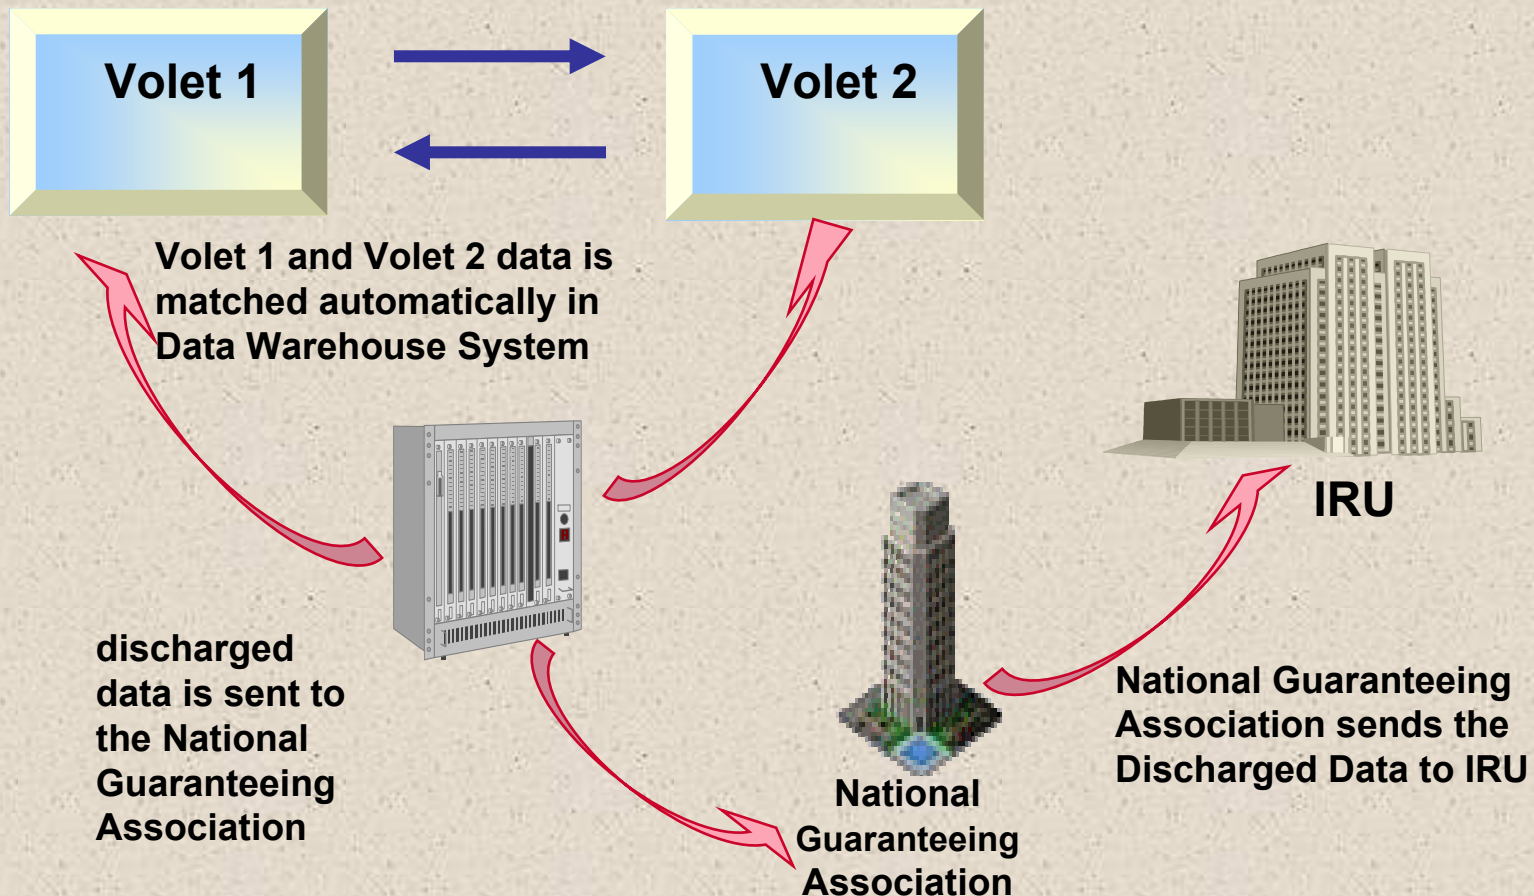 Volet 1
Volet 2
Volet 1 and Volet 2 data is
matched automatically in
Data Warehouse System
IRU
discharged
data is sent to
the National
Guaranteeing
Association
National Guaranteeing
Association sends the
Discharged Data to IRU
National
Guaranteeing
Association